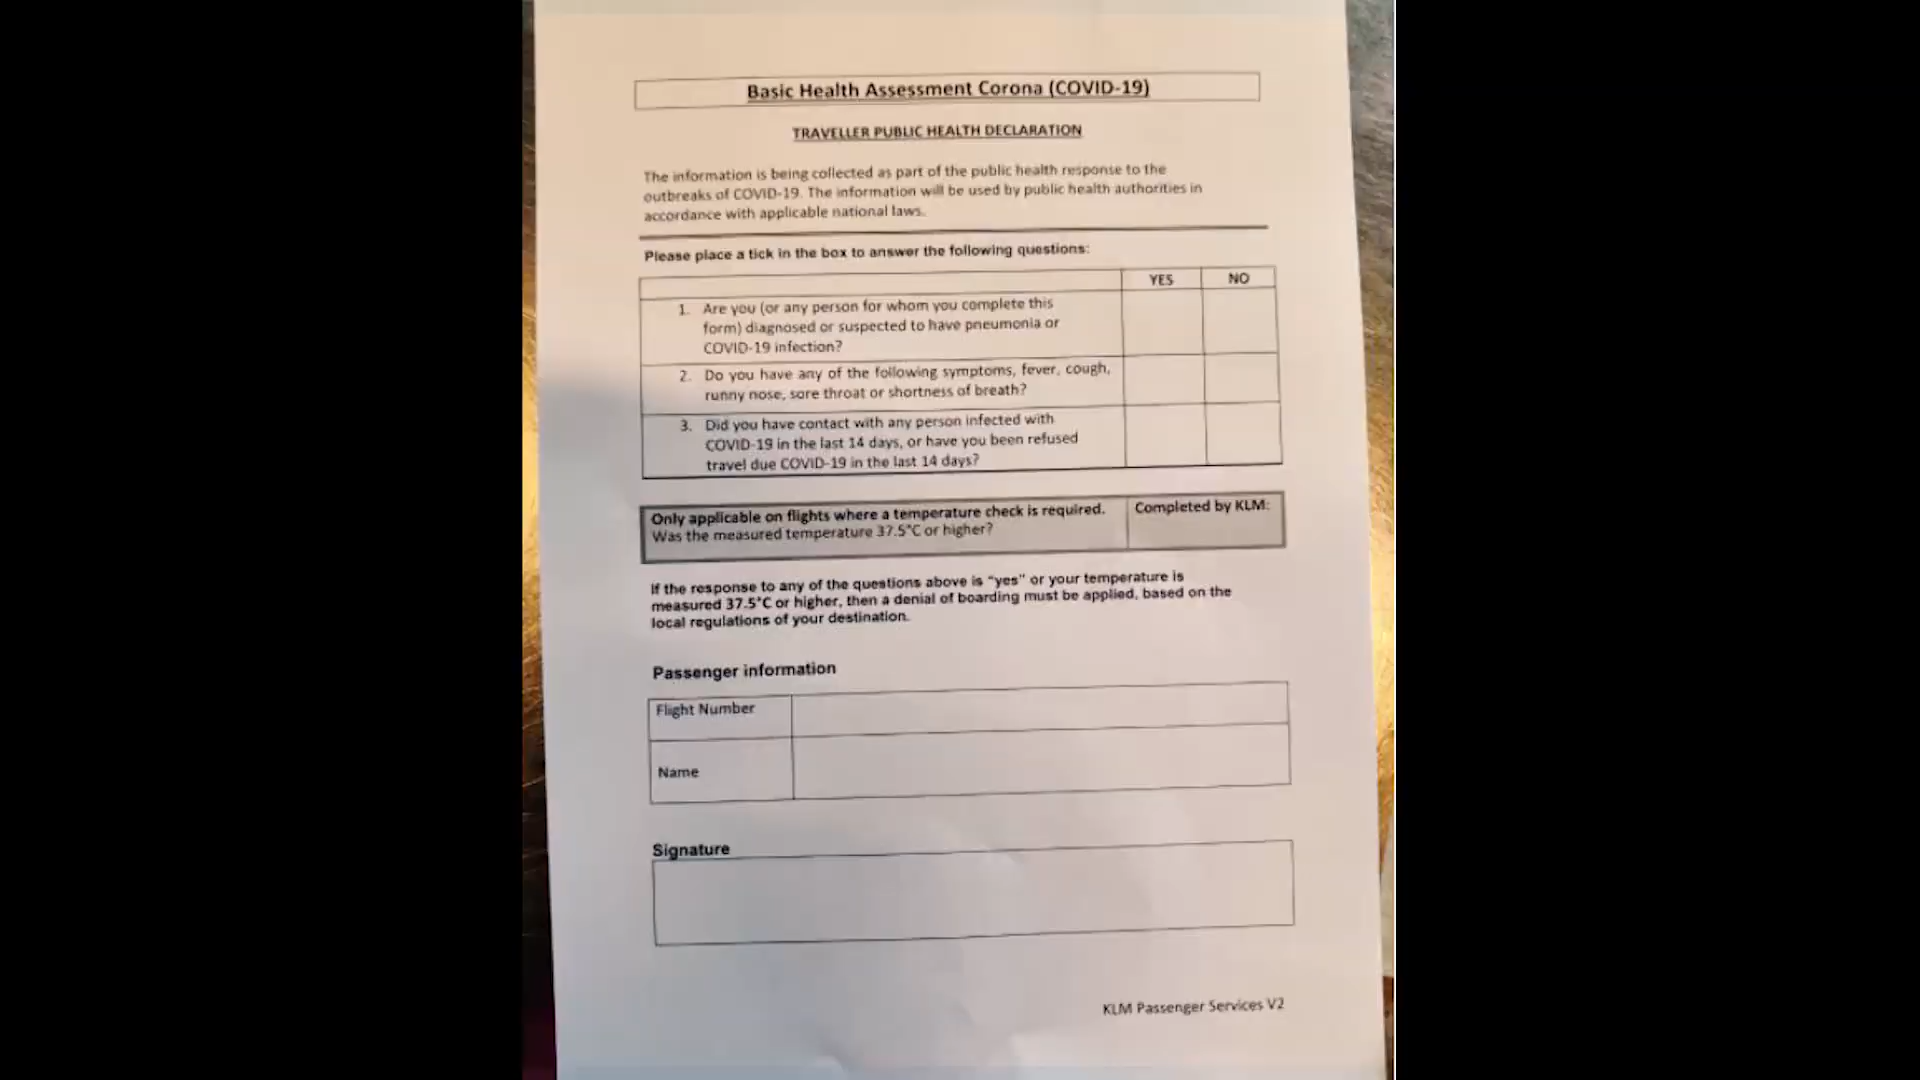 Basic Health Assessment Corona (COVID-19)
TRAVELLER PUBLIC HEALTH DECLARATION
The information is being collected as part of the public health response to the
outbreaks of COVID-19. The information will be used by public health authorities in
accordance with applicable national laws.
Please place a tick in the box to answer the following questions:
YES NO
1. Are you (or any person for whom you complete this
form) diagnosed or suspected to have pneumonia or
COVID-19 infection?
2. Do you have any of the following symptoms, fever, cough,
runny nose, sore throat or shortness of breath?
3. Did you have contact with any person infected with
COVID-19 in the last 14 days, or have you been refused
travel due COVID-19 in the last 14 days?
Only applicable on flights where a temperature check is required. Completed by KLM:
Was the measured temperature 37.5°C or higher?
If the response to any of the questions above is "yes" or your temperature is
measured 37.5°C or higher, then a denial of boarding must be applied, based on the
local regulations of your destination.
Passenger information
Flight Number
Name
Signature
KLM Passenger Services V2